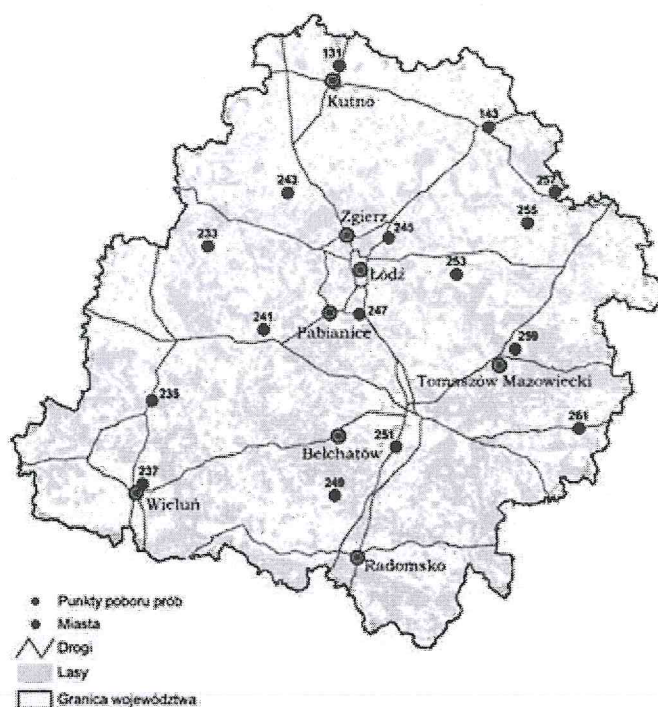 131
Kutno
143
243
257
Zgierz
255
245
233
Łódź
253
247
241
Pabianice
259
Tomaszów Mazowiecki
235
261
251
Bełchatów
237
249
Wieluń
Radomsko
Punkty poboru prób
Miasta
Drogi
Lasy
Granica województwa